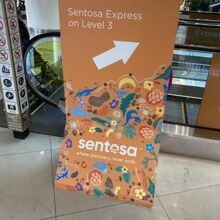 Sentosa Express
on Level 3
sentosa
where discovery never ends